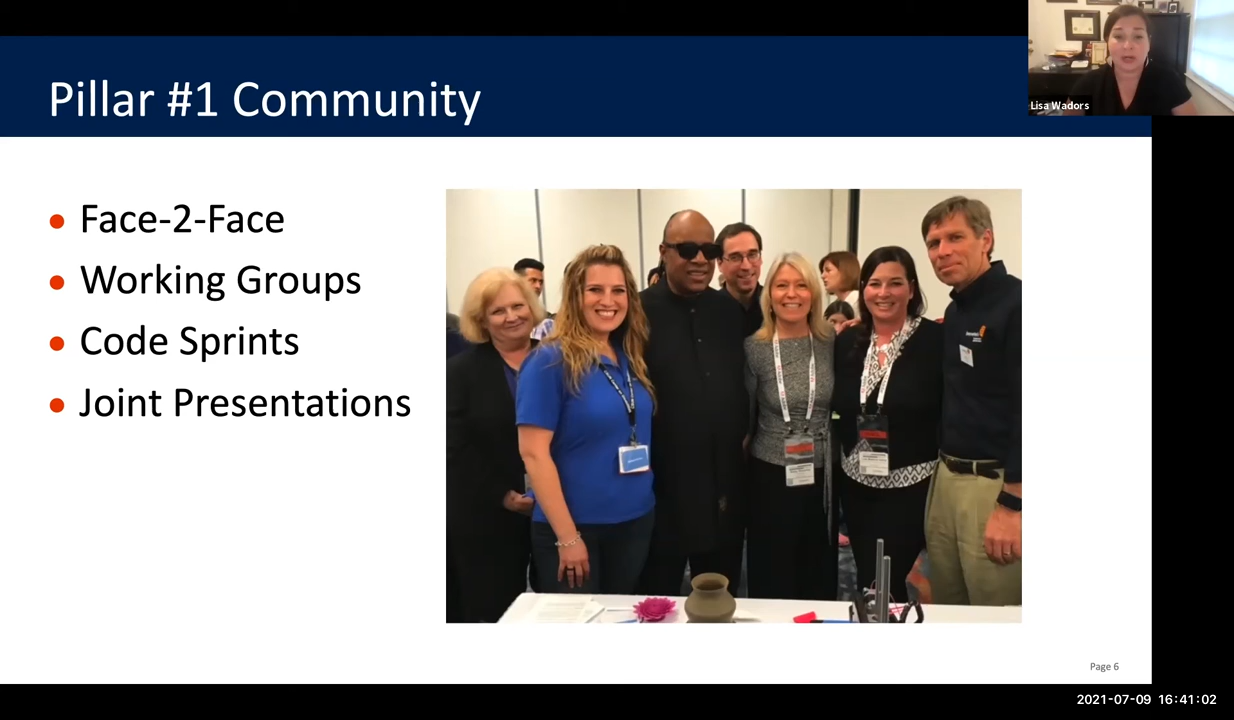 Pillar #1 Community
Lisa Wadors
Face-2-Face
Working Groups
Code Sprints
Joint Presentations
Page 6
2021-07-09 16:41:02